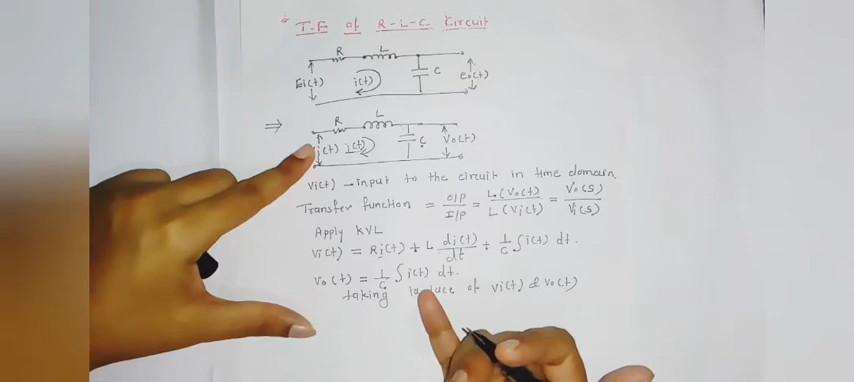 * T.F of R-L-C Circuit
R L
Ei(t) i(t) C eo(t)
⇒ R L
i(t) I(t) C Vo(t)
Vi(t) → input to the circuit in time domain
Transfer function = O/P / I/P = L(Vo(t)) / L(Vi(t)) = Vo(s) / Vi(s)
Apply KVL
Vi(t) = Ri(t) + L di(t)/dt + 1/C ∫i(t) dt.
Vo(t) = 1/C ∫i(t) dt.
taking of Vi(t) & Vo(t)